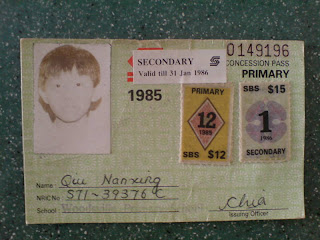 0149196
SECONDARY
Valid till 31 Jan 1986
CONCESSION PASS
PRIMARY
1985
PRIMARY
12
1985
SBS $12
SBS $15
1
1986
SECONDARY
Name: Qui Nanxing
NRIC No S71-39376 C
School:
Chia
Issuing Officer